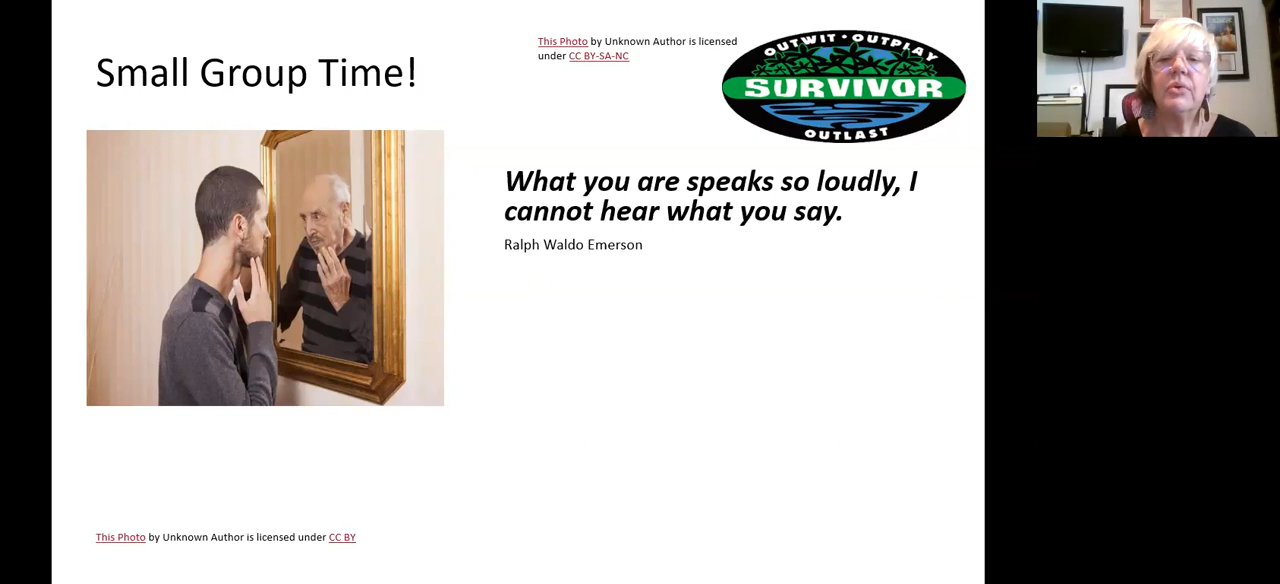 Small Group Time!
This Photo by Unknown Author is licensed
under CC BY-SA-NC
OUTWIT • OUTPLAY
SURVIVOR
OUTLAST
What you are speaks so loudly, I
cannot hear what you say.
Ralph Waldo Emerson
This Photo by Unknown Author is licensed under CC BY